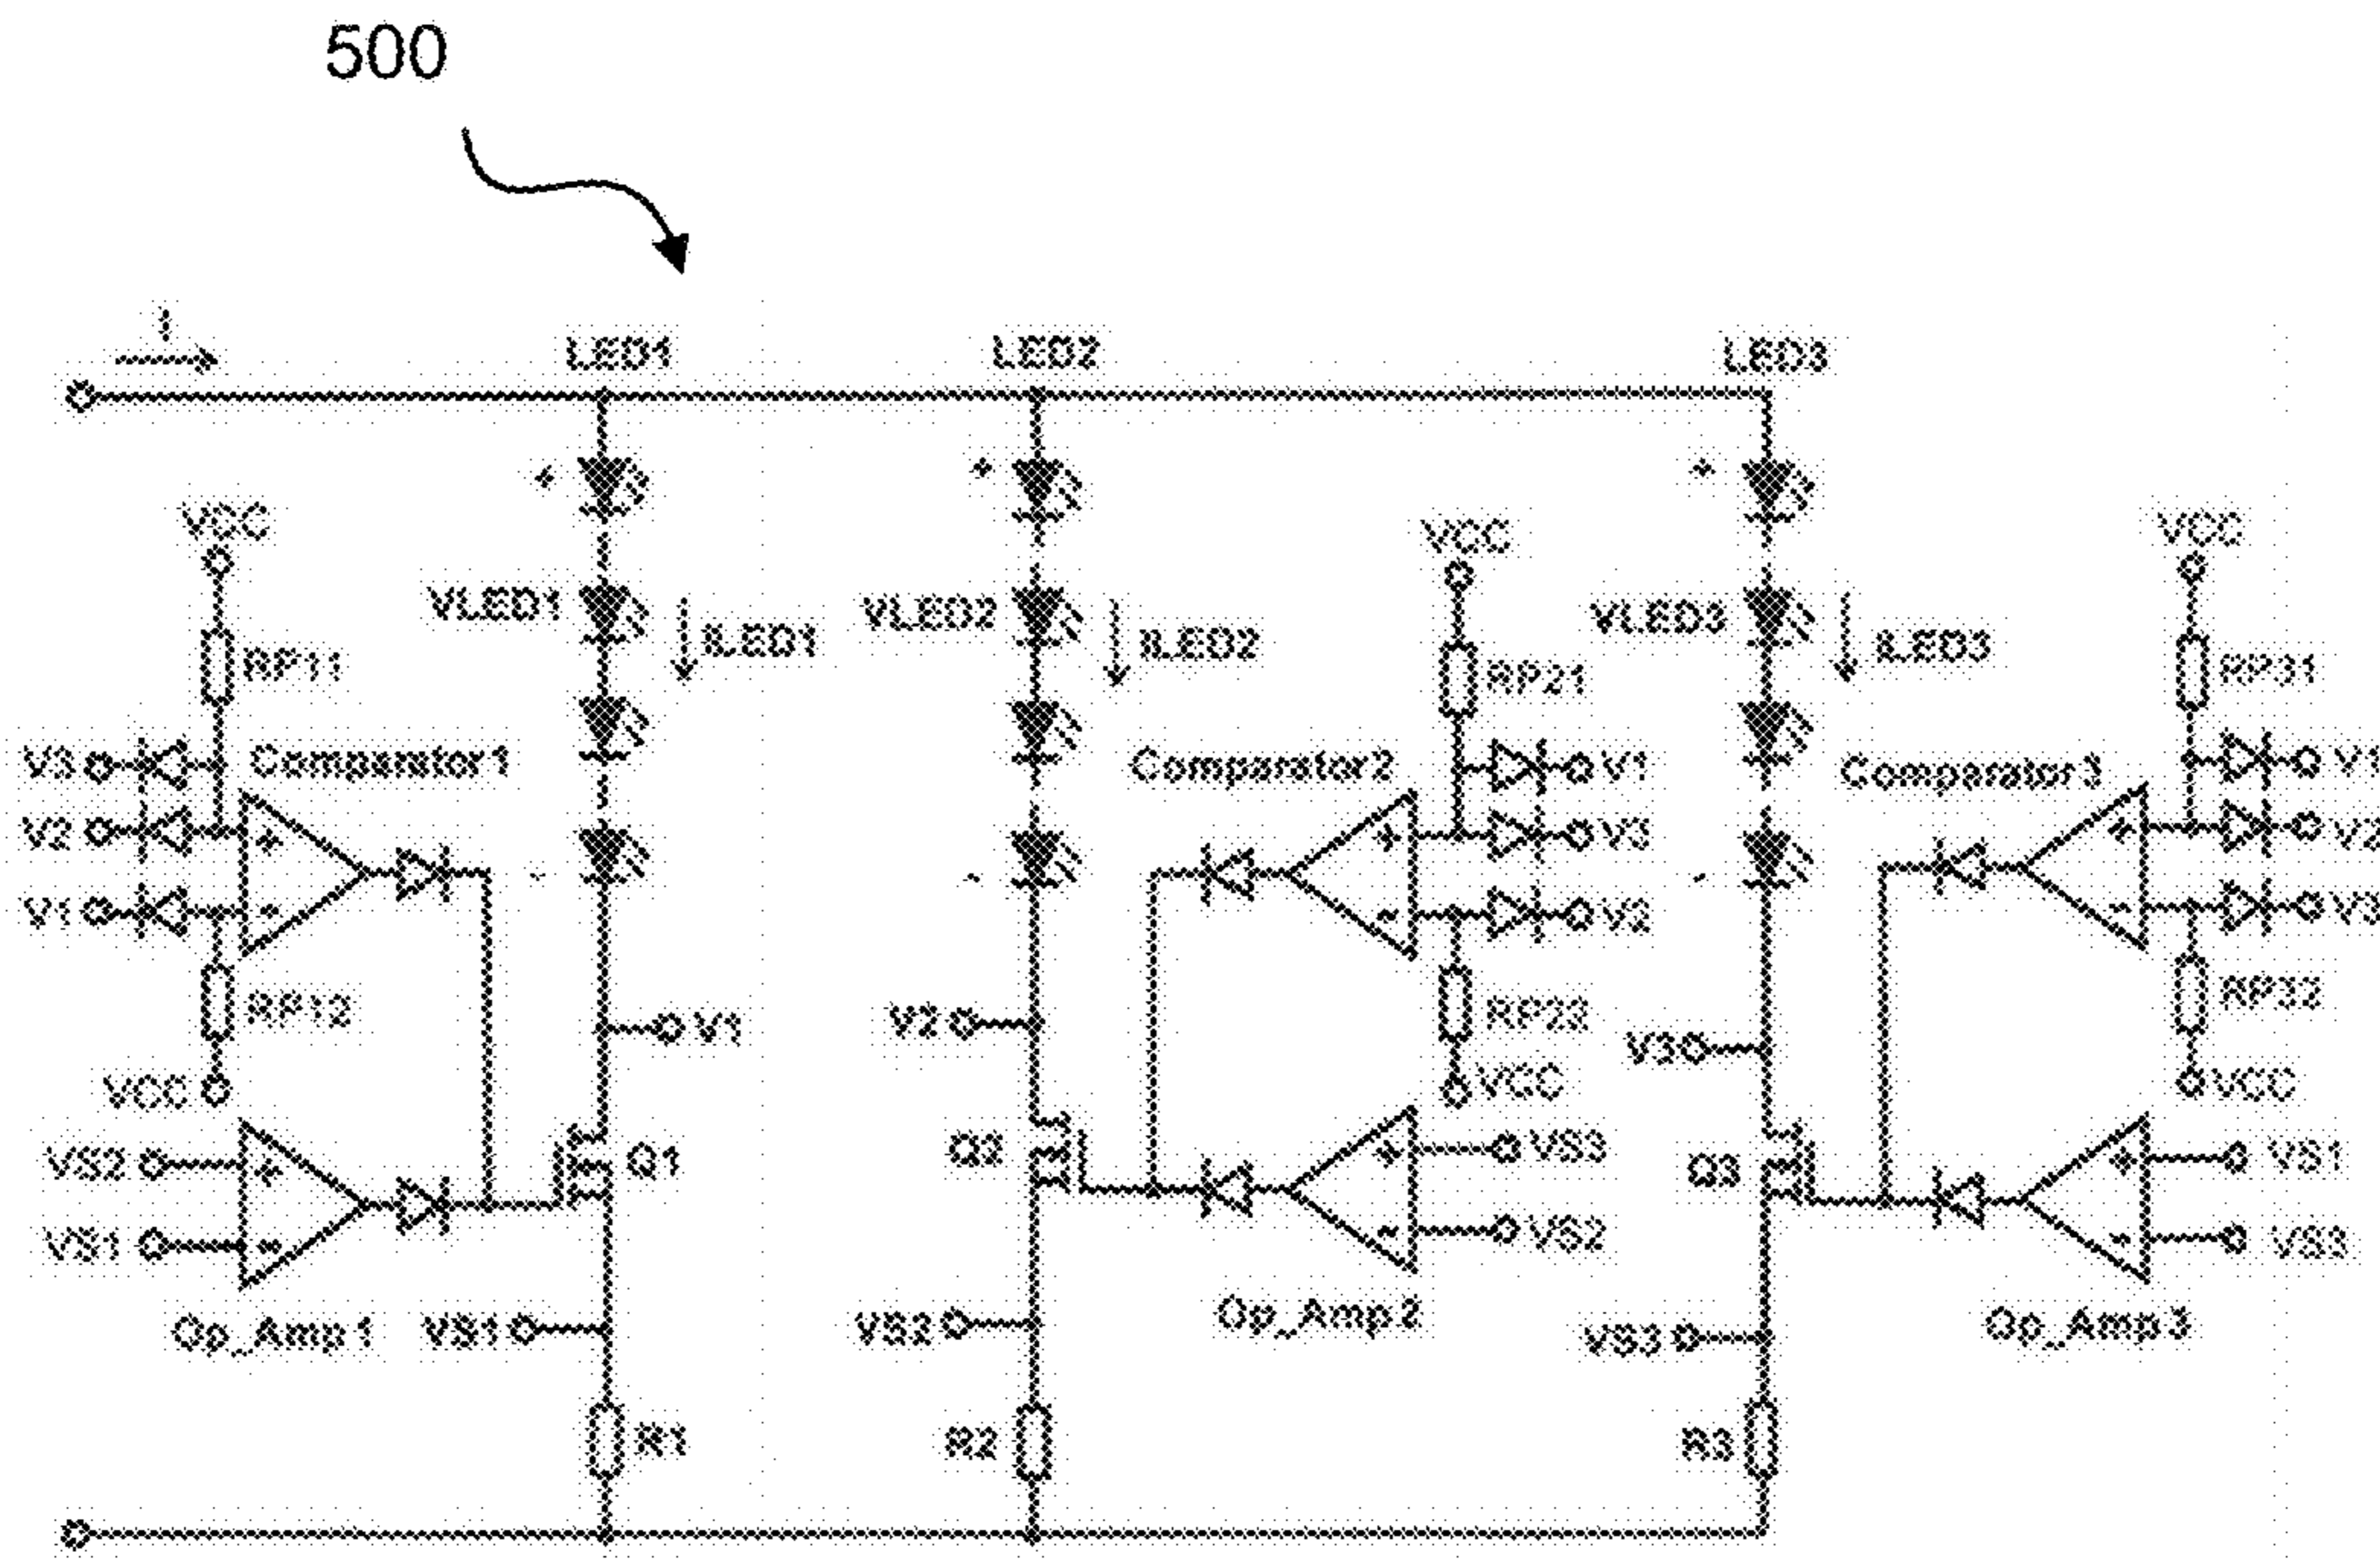 500
I
LED1
LED2
LED3
VCC
VCC
VCC
VLED1
ILED1
VLED2
ILED2
VLED3
ILED3
RP11
RP21
RP31
V3
Comparator1
Comparator2
V1
Comparator3
V1
V2
+
+
V3
+
V2
V1
-
-
V2
-
V3
RP12
V1
V2
RP22
V3
RP32
VCC
VCC
VCC
VS2
+
Q1
Q2
+
VS3
Q3
+
VS1
VS1
-
-
VS2
-
VS3
Op_Amp1
VS1
VS2
Op_Amp2
VS3
Op_Amp3
R1
R2
R3